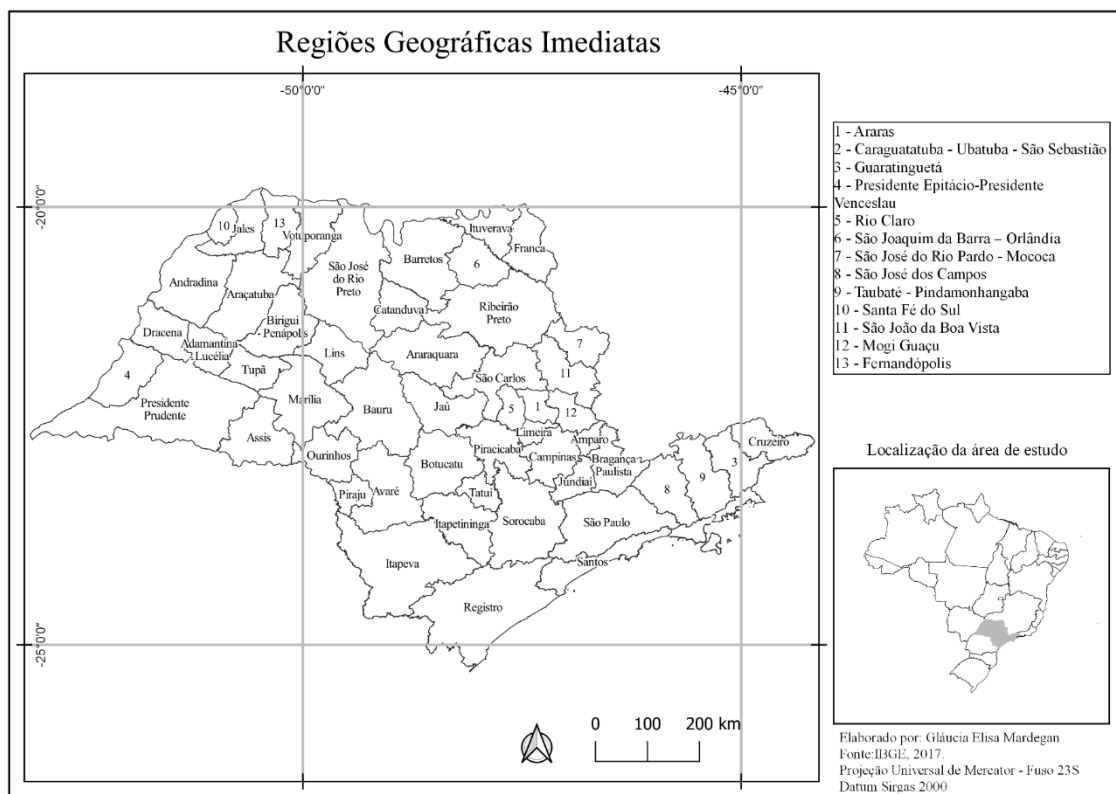 Regiões Geográficas Imediatas
-50°0'0"
-45°0'0"
-20°0'0"
-25°0'0"
10
Jales
13
Votuporanga
Ituverava
Franca
Barretos
6
São José
do Rio
Preto
Andradina
Araçatuba
Catanduva
Ribeirão
Preto
Birigui
- Penápolis
Dracena
Adamantina
Lucélia
Lins
Araraquara
7
Tupã
São Carlos
11
4
Presidente
Prudente
Marília
Bauru
Jaú
5
1
12
Assis
Limeira
Ourinhos
Piracicaba
Campinas
Amparo
Bragança
Paulista
Cruzeiro
3
Botucatu
Jundiaí
8
9
Piraju
Avaré
Tatuí
Itapetininga
Sorocaba
São Paulo
2
Itapeva
Santos
Registro
0 100 200 km
1 - Araras
2 - Caraguatatuba - Ubatuba - São Sebastião
3 - Guaratinguetá
4 - Presidente Epitácio-Presidente
Venceslau
5 - Rio Claro
6 - São Joaquim da Barra – Orlândia
7 - São José do Rio Pardo - Mococa
8 - São José dos Campos
9 - Taubaté - Pindamonhangaba
10 - Santa Fé do Sul
11 - São João da Boa Vista
12 - Mogi Guaçu
13 - Fernandópolis
Localização da área de estudo
Elaborado por: Gláucia Elisa Mardegan
Fonte:IBGE, 2017.
Projeção Universal de Mercator - Fuso 23S
Datum Sirgas 2000